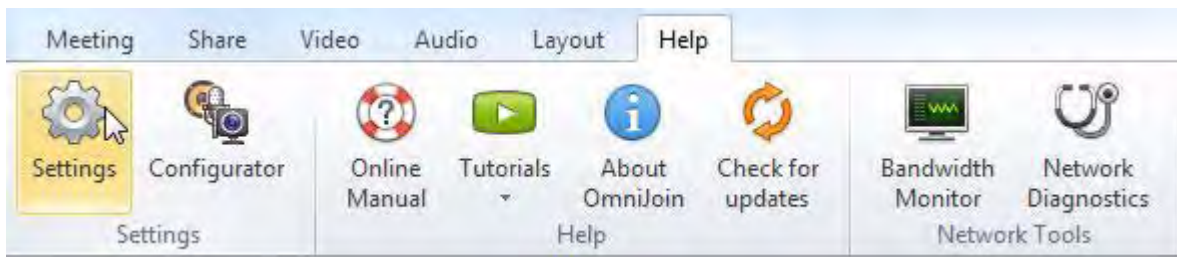 Meeting Share Video Audio Layout Help
Settings Configurator Online Tutorials About Check for Bandwidth Network
Manual OmniJoin updates Monitor Diagnostics
Settings Help Network Tools